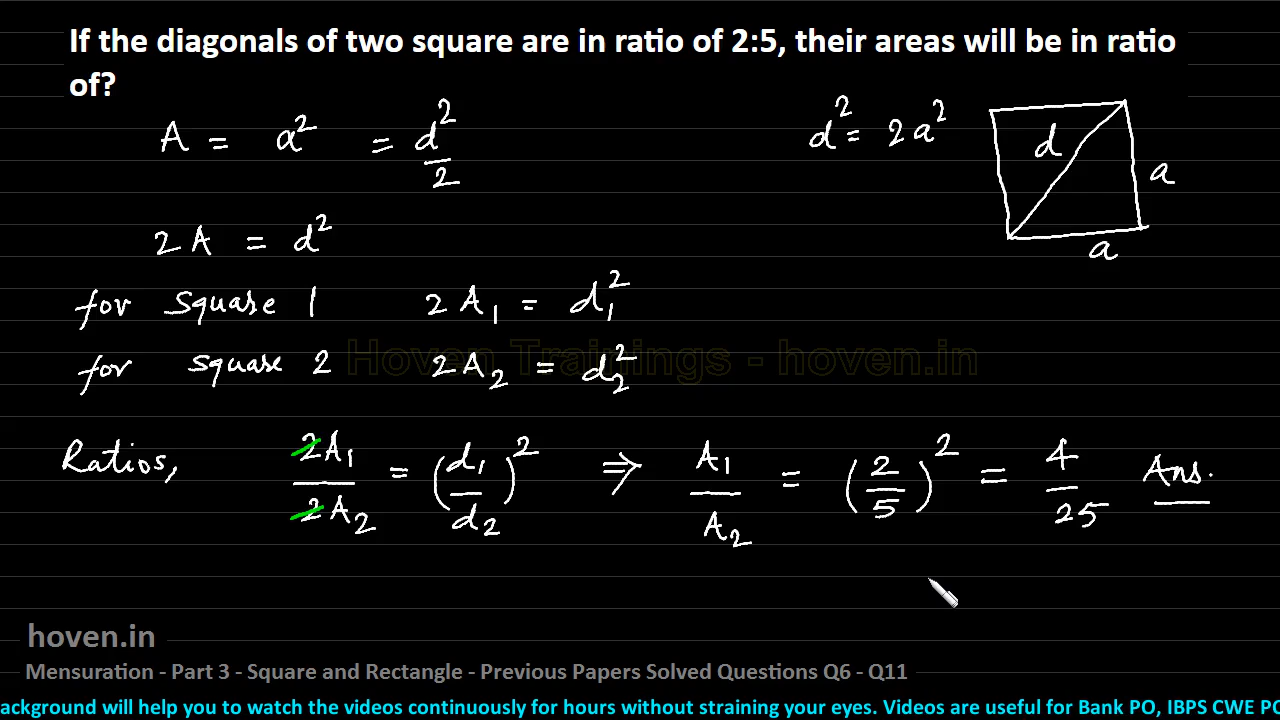 If the diagonals of two square are in ratio of 2:5, their areas will be in ratio
of?
A = a² = d²/2
d² = 2a²
d
a
a
2A = d²
for square 1 2A₁ = d₁²
for square 2 2A₂ = d₂²
Hoven Trainings - hoven.in
Ratios, 2A₁/2A₂ = (d₁/d₂)² ⇒ A₁/A₂ = (2/5)² = 4/25 Ans.
hoven.in
Mensuration - Part 3 - Square and Rectangle - Previous Papers Solved Questions Q6 - Q11
ackground will help you to watch the videos continuously for hours without straining your eyes. Videos are useful for Bank PO, IBPS CWE PO